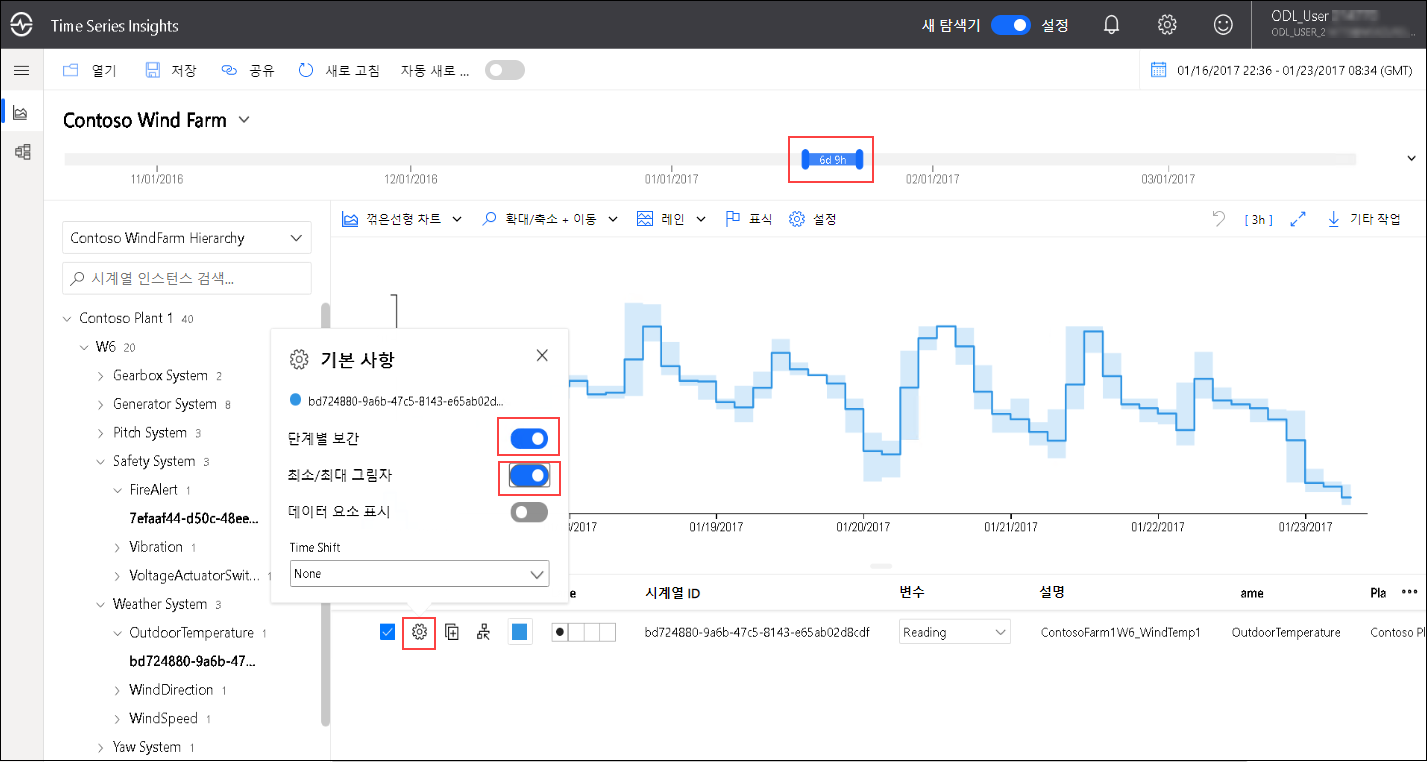 Time Series Insights
새 탐색기 설정
ODL_User
ODL_USER_2
열기 저장 공유 새로 고침 자동 새로 ...
01/16/2017 22:36 - 01/23/2017 08:34 (GMT)
Contoso Wind Farm
6d 9h
11/01/2016 12/01/2016 01/01/2017 02/01/2017 03/01/2017
Contoso WindFarm Hierarchy
시계열 인스턴스 검색...
Contoso Plant 1 40
W6 20
Gearbox System 2
Generator System 8
Pitch System 3
Safety System 3
FireAlert 1
7efaaf44-d50c-48ee...
Vibration 1
VoltageActuatorSwit... 1
Weather System 3
OutdoorTemperature 1
bd724880-9a6b-47...
WindDirection 1
WindSpeed 1
Yaw System 1
꺾은선형 차트 확대/축소 + 이동 레인 표식 설정
[ 3h ] 기타 작업
기본 사항
bd724880-9a6b-47c5-8143-e65ab02d...
단계별 보간
최소/최대 그림자
데이터 요소 표시
Time Shift
None
/2017 01/19/2017 01/20/2017 01/21/2017 01/22/2017 01/23/2017
e 시계열 ID 변수 설명 ame Pla
bd724880-9a6b-47c5-8143-e65ab02d8cdf Reading ContosoFarm1W6_WindTemp1 OutdoorTemperature Contoso Pl